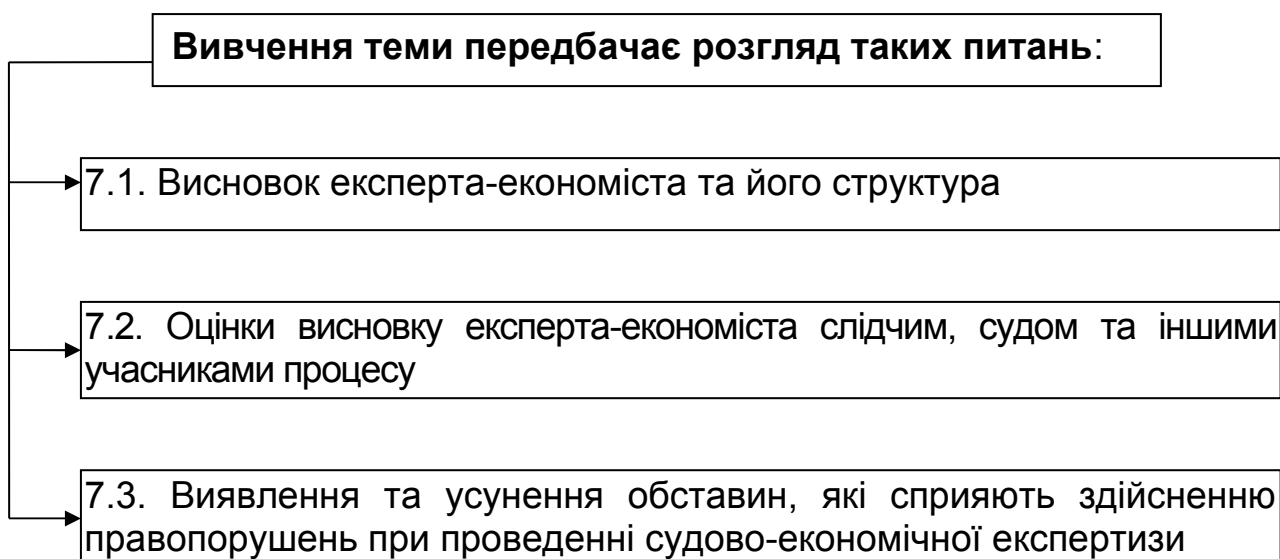 Вивчення теми передбачає розгляд таких питань:
7.1. Висновок експерта-економіста та його структура
7.2. Оцінки висновку експерта-економіста слідчим, судом та іншими
учасниками процесу
7.3. Виявлення та усунення обставин, які сприяють здійсненню
правопорушень при проведенні судово-економічної експертизи